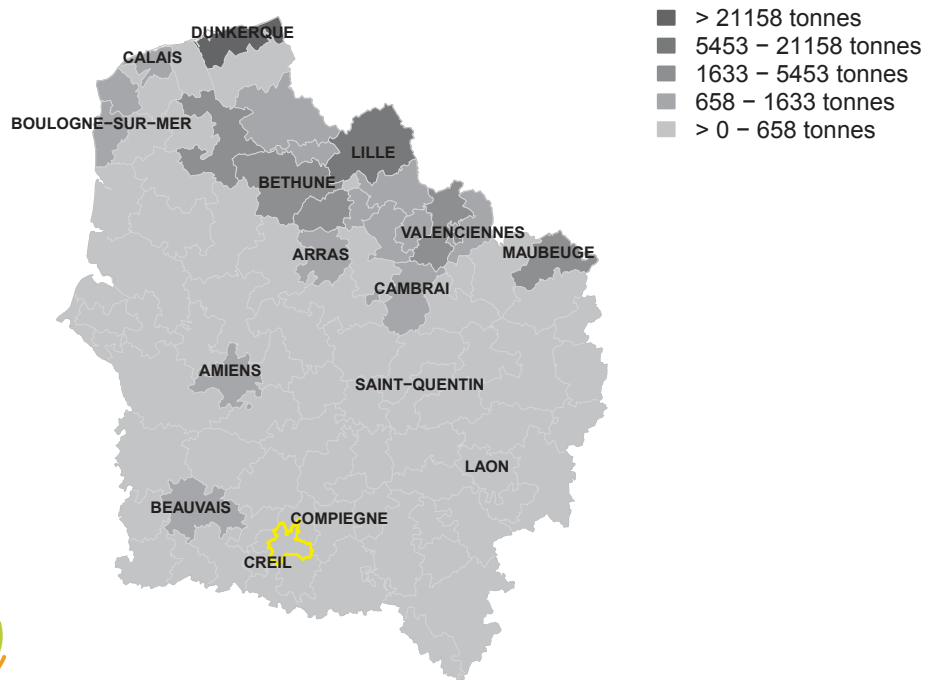 > 21158 tonnes
5453 − 21158 tonnes
1633 − 5453 tonnes
658 − 1633 tonnes
> 0 − 658 tonnes
DUNKERQUE
CALAIS
BOULOGNE−SUR−MER
LILLE
BETHUNE
VALENCIENNES
ARRAS
MAUBEUGE
CAMBRAI
AMIENS
SAINT−QUENTIN
LAON
BEAUVAIS
COMPIEGNE
CREIL